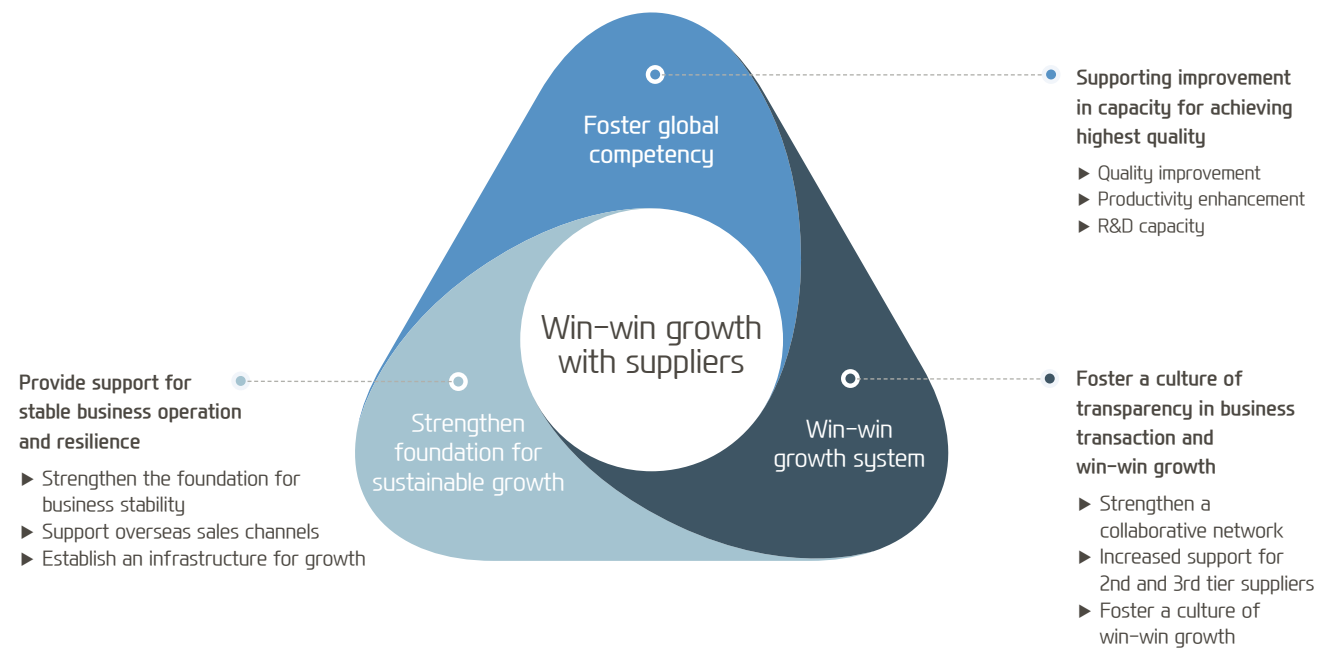 Foster global
competency
Supporting improvement
in capacity for achieving
highest quality
▶ Quality improvement
▶ Productivity enhancement
▶ R&D capacity
Win-win growth
with suppliers
Provide support for
stable business operation
and resilience
▶ Strengthen the foundation for
business stability
▶ Support overseas sales channels
▶ Establish an infrastructure for growth
Strengthen
foundation for
sustainable growth
Win-win
growth system
Foster a culture of
transparency in business
transaction and
win-win growth
▶ Strengthen a
collaborative network
▶ Increased support for
2nd and 3rd tier suppliers
▶ Foster a culture of
win-win growth